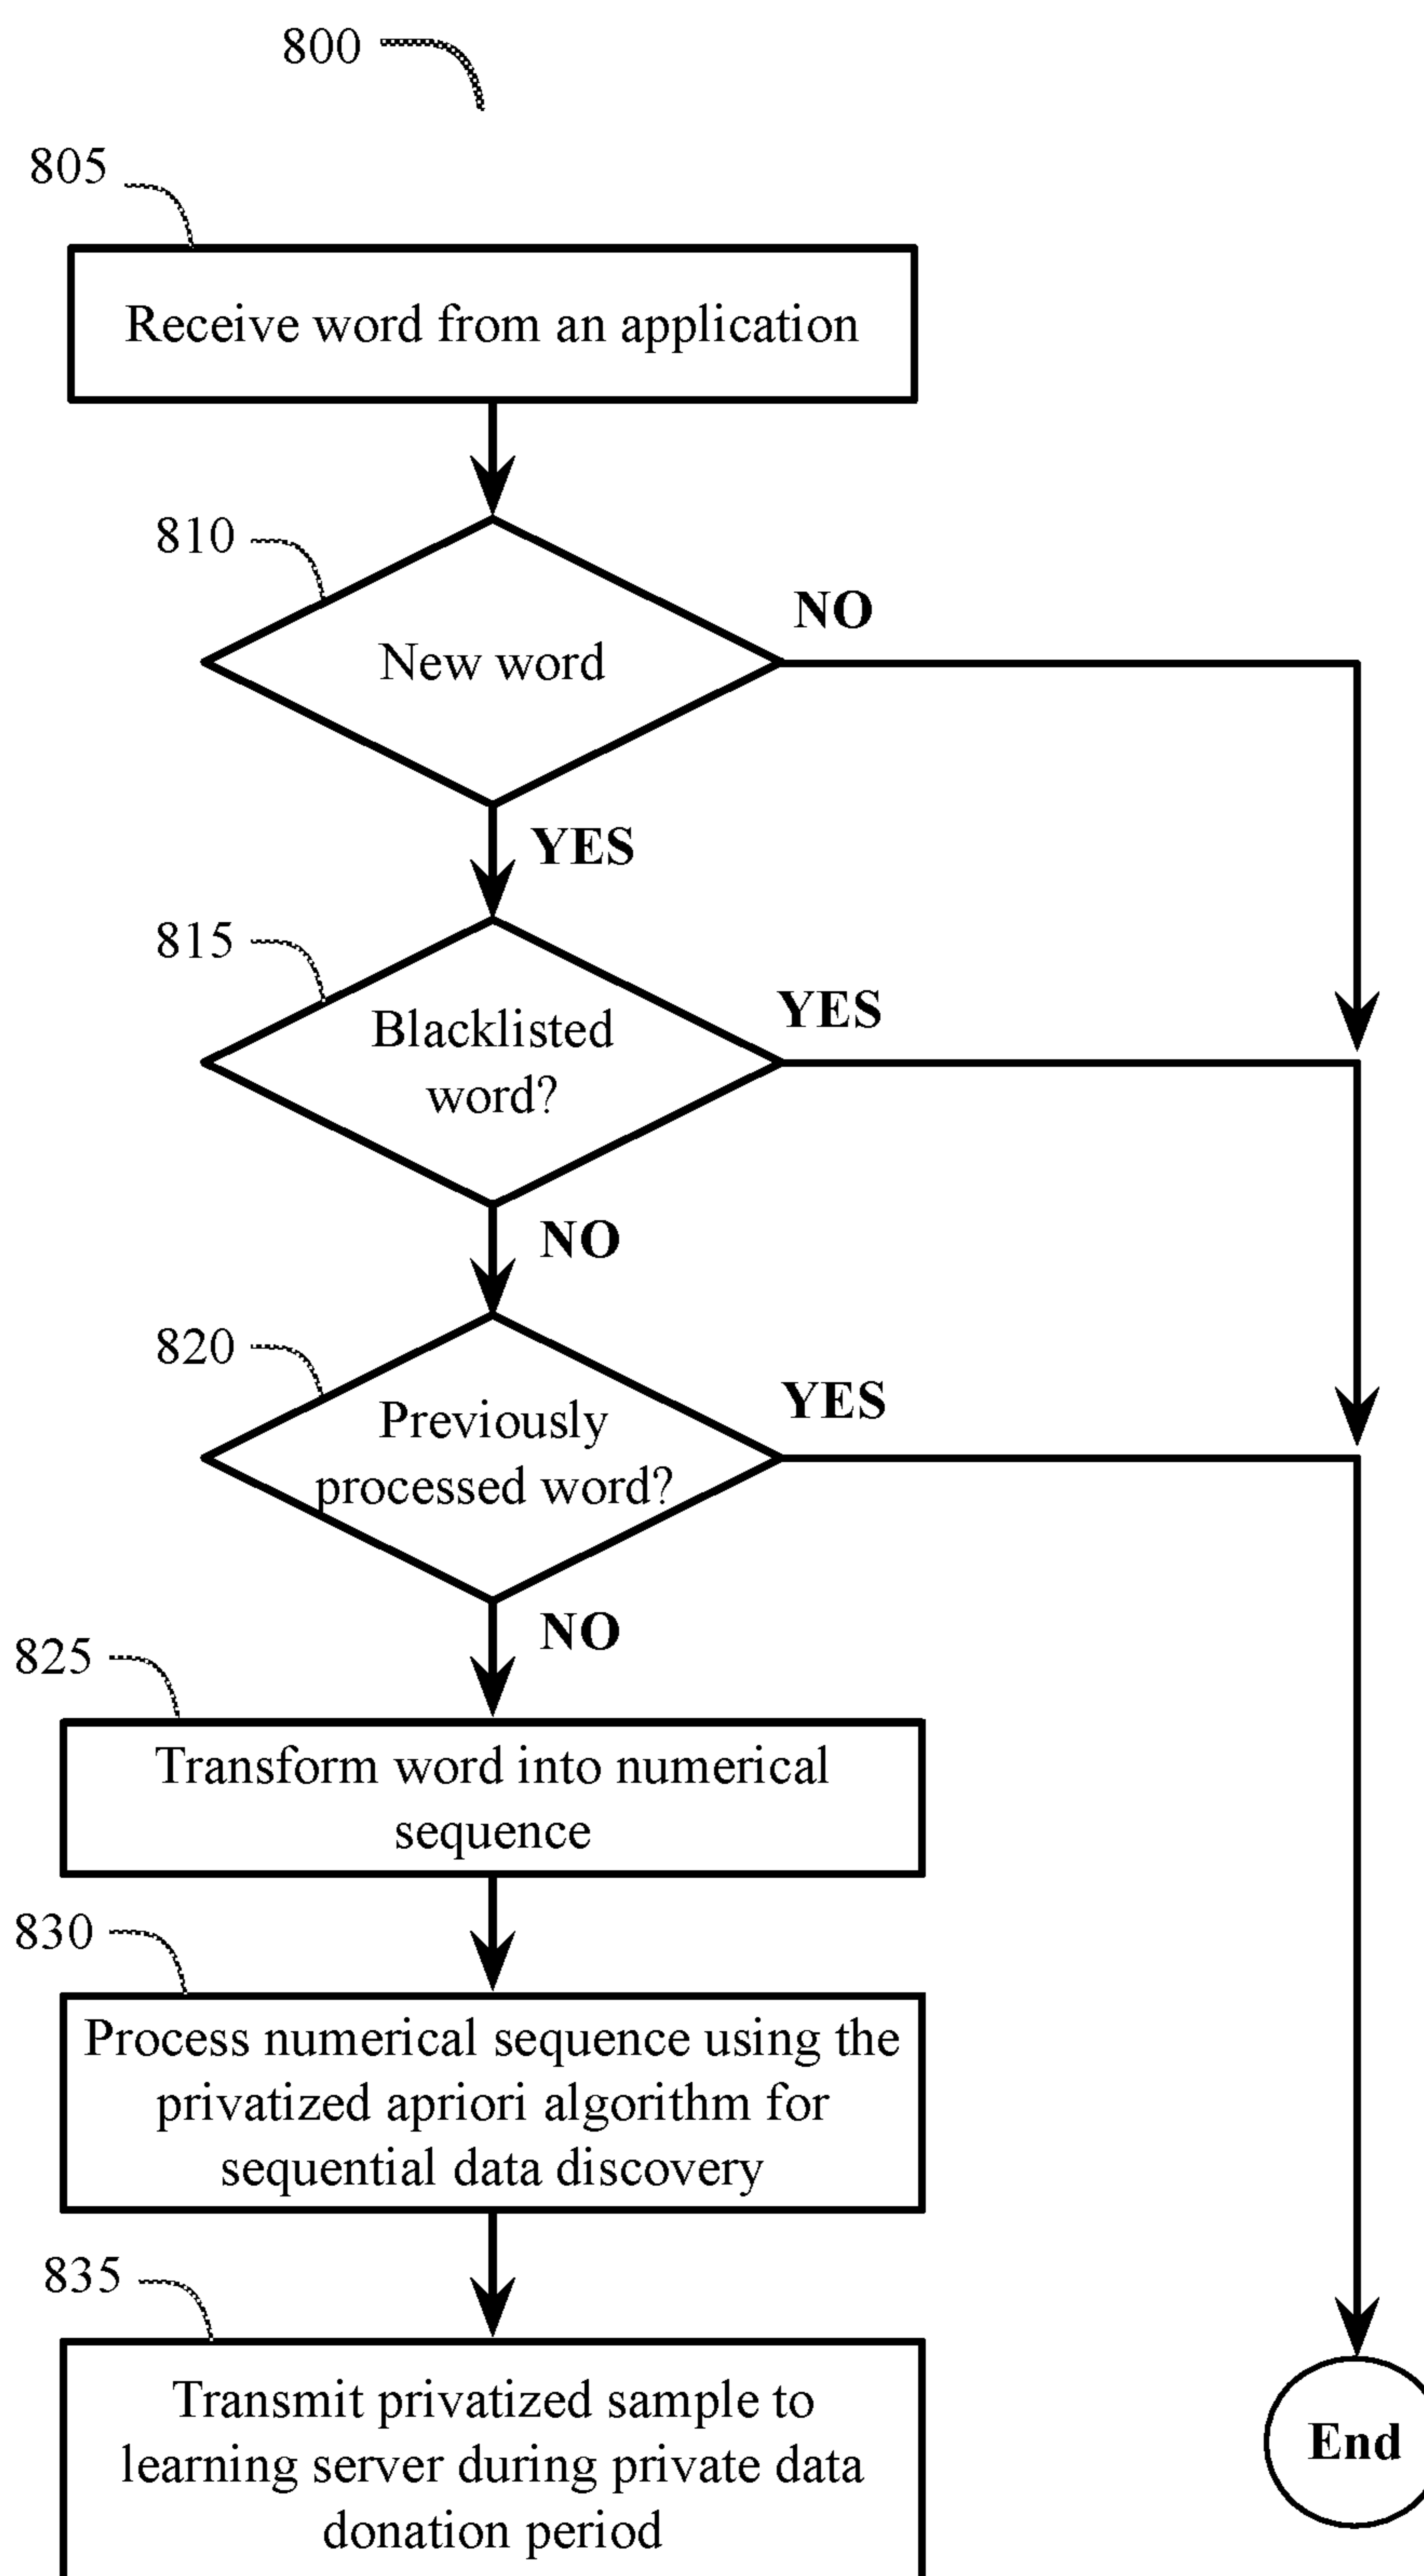 800
805
Receive word from an application
810
New word
NO
YES
815
Blacklisted
word?
YES
NO
820
Previously
processed word?
YES
NO
825
Transform word into numerical
sequence
830
Process numerical sequence using the
privatized apriori algorithm for
sequential data discovery
835
Transmit privatized sample to
learning server during private data
donation period
End